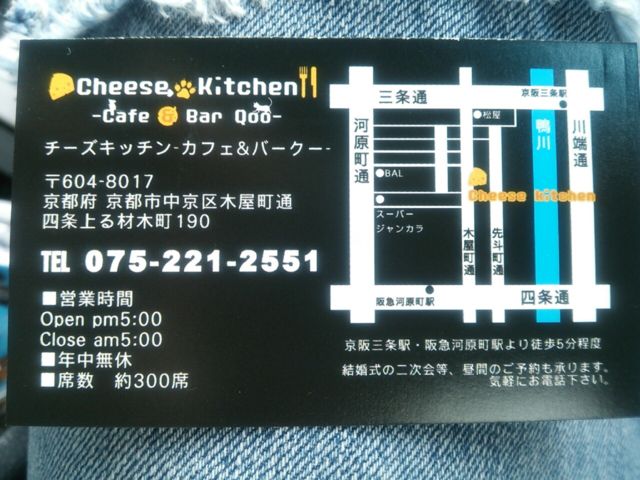 Cheese Kitchen
-Cafe & Bar Qoo-
チーズキッチン-カフェ&バークー-
〒604-8017
京都府 京都市中京区木屋町通
四条上る材木町190
TEL 075-221-2551
■営業時間
Open pm5:00
Close am5:00
■年中無休
■席数 約300席
三条通
京阪三条駅
河原町通
●松屋
鴨川
川端通
●BAL
Cheese kitchen
スーパー
ジャンカラ
木屋町通
先斗町通
阪急河原町駅
四条通
京阪三条駅・阪急河原町駅より徒歩5分程度
結婚式の二次会等、昼間のご予約も承ります。
気軽にお電話下さい。